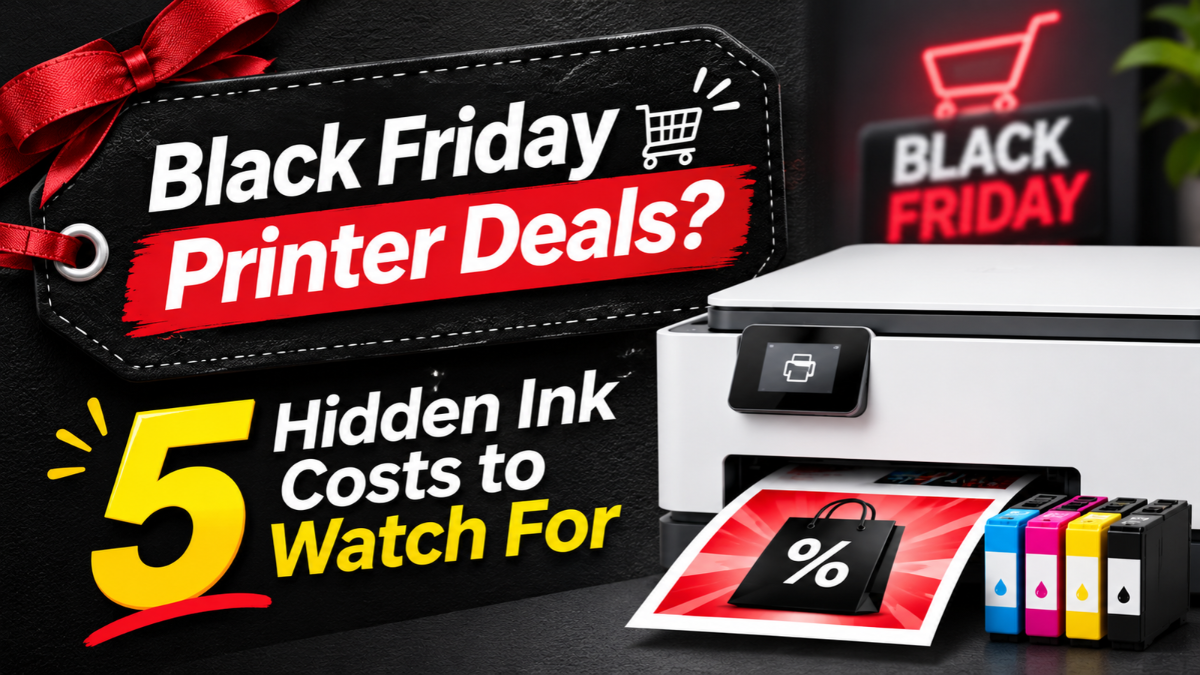 Black Friday
Printer Deals?
5
Hidden Ink
Costs to
Watch For
BLACK
FRIDAY
%